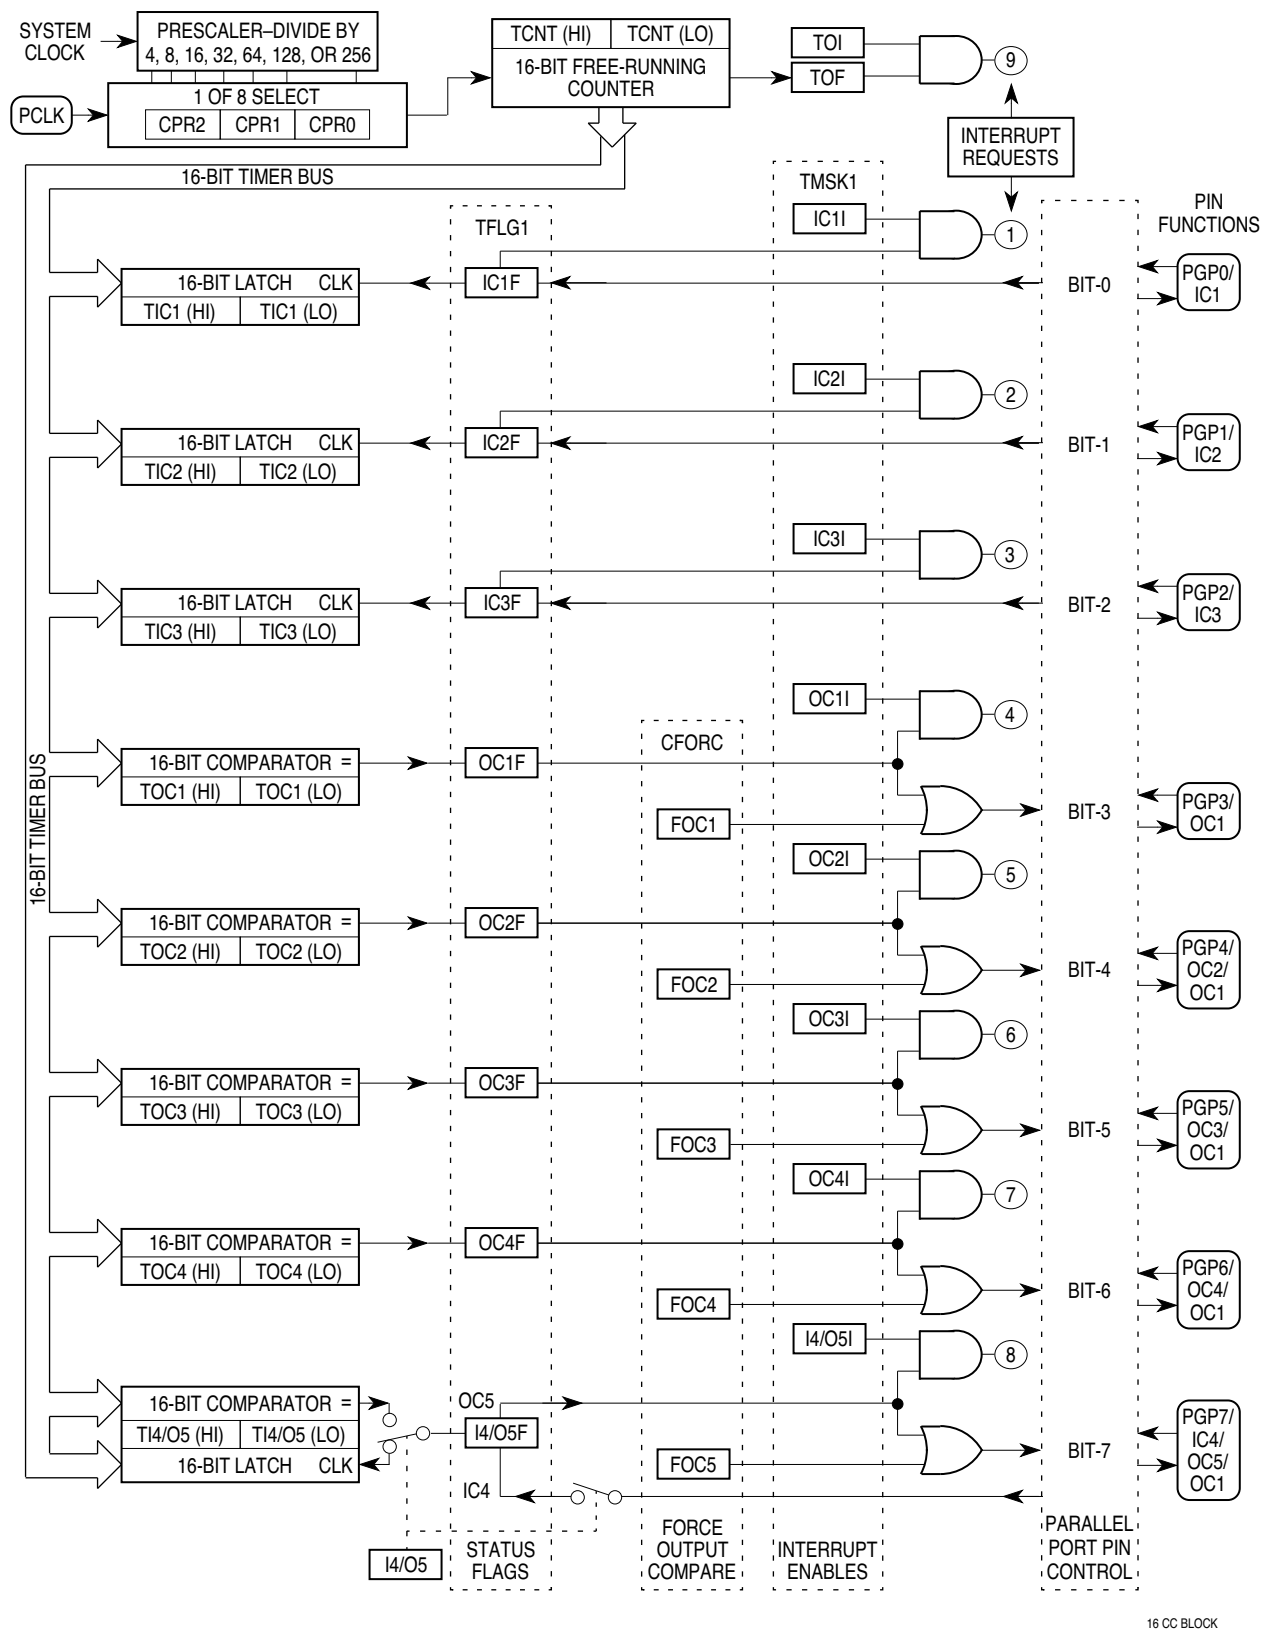 SYSTEM
CLOCK
PRESCALER–DIVIDE BY
4, 8, 16, 32, 64, 128, OR 256
1 OF 8 SELECT
CPR2 CPR1 CPR0
PCLK
TCNT (HI) TCNT (LO)
16-BIT FREE-RUNNING
COUNTER
TOI
TOF
9
INTERRUPT
REQUESTS
16-BIT TIMER BUS
16-BIT TIMER BUS
TFLG1
TMSK1
PIN
FUNCTIONS
IC1I
1
16-BIT LATCH CLK
TIC1 (HI) TIC1 (LO)
IC1F
BIT-0
PGP0/
IC1
IC2I
2
16-BIT LATCH CLK
TIC2 (HI) TIC2 (LO)
IC2F
BIT-1
PGP1/
IC2
IC3I
3
16-BIT LATCH CLK
TIC3 (HI) TIC3 (LO)
IC3F
BIT-2
PGP2/
IC3
OC1I
4
CFORC
16-BIT COMPARATOR =
TOC1 (HI) TOC1 (LO)
OC1F
FOC1
BIT-3
PGP3/
OC1
OC2I
5
16-BIT COMPARATOR =
TOC2 (HI) TOC2 (LO)
OC2F
FOC2
BIT-4
PGP4/
OC2/
OC1
OC3I
6
16-BIT COMPARATOR =
TOC3 (HI) TOC3 (LO)
OC3F
FOC3
BIT-5
PGP5/
OC3/
OC1
OC4I
7
16-BIT COMPARATOR =
TOC4 (HI) TOC4 (LO)
OC4F
FOC4
BIT-6
PGP6/
OC4/
OC1
I4/O5I
8
16-BIT COMPARATOR =
TI4/O5 (HI) TI4/O5 (LO)
16-BIT LATCH CLK
OC5
I4/O5F
IC4
FOC5
BIT-7
PGP7/
IC4/
OC5/
OC1
I4/O5
STATUS
FLAGS
FORCE
OUTPUT
COMPARE
INTERRUPT
ENABLES
PARALLEL
PORT PIN
CONTROL
16 CC BLOCK